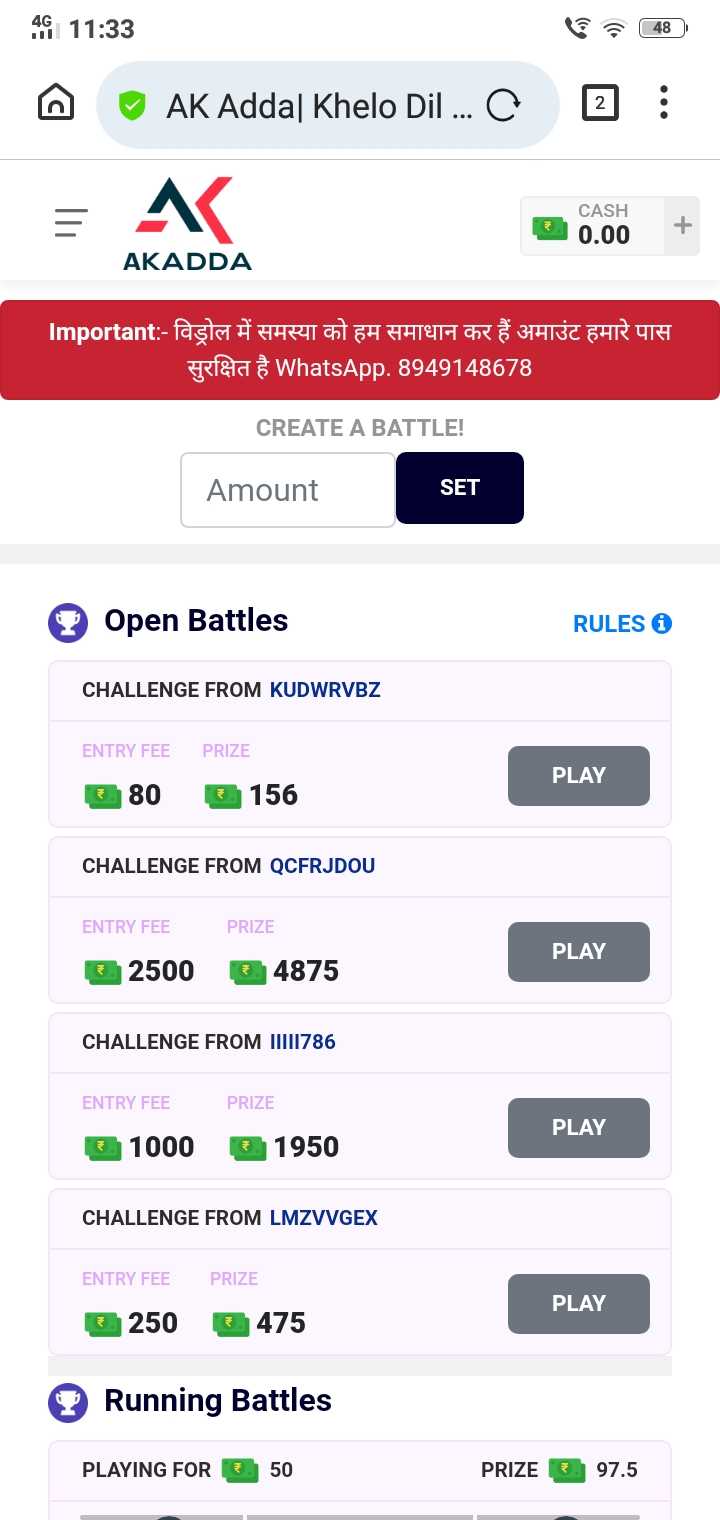 4G 11:33 48
AK Adda| Khelo Dil ... 2
AKADDA
CASH
0.00 +
Important:- विड्रोल में समस्या को हम समाधान कर हैं अमाउंट हमारे पास
सुरक्षित है WhatsApp. 8949148678
CREATE A BATTLE!
Amount SET
Open Battles RULES
CHALLENGE FROM KUDWRVBZ
ENTRY FEE PRIZE
80 156 PLAY
CHALLENGE FROM QCFRJDOU
ENTRY FEE PRIZE
2500 4875 PLAY
CHALLENGE FROM IIIII786
ENTRY FEE PRIZE
1000 1950 PLAY
CHALLENGE FROM LMZVVGEX
ENTRY FEE PRIZE
250 475 PLAY
Running Battles
PLAYING FOR 50 PRIZE 97.5